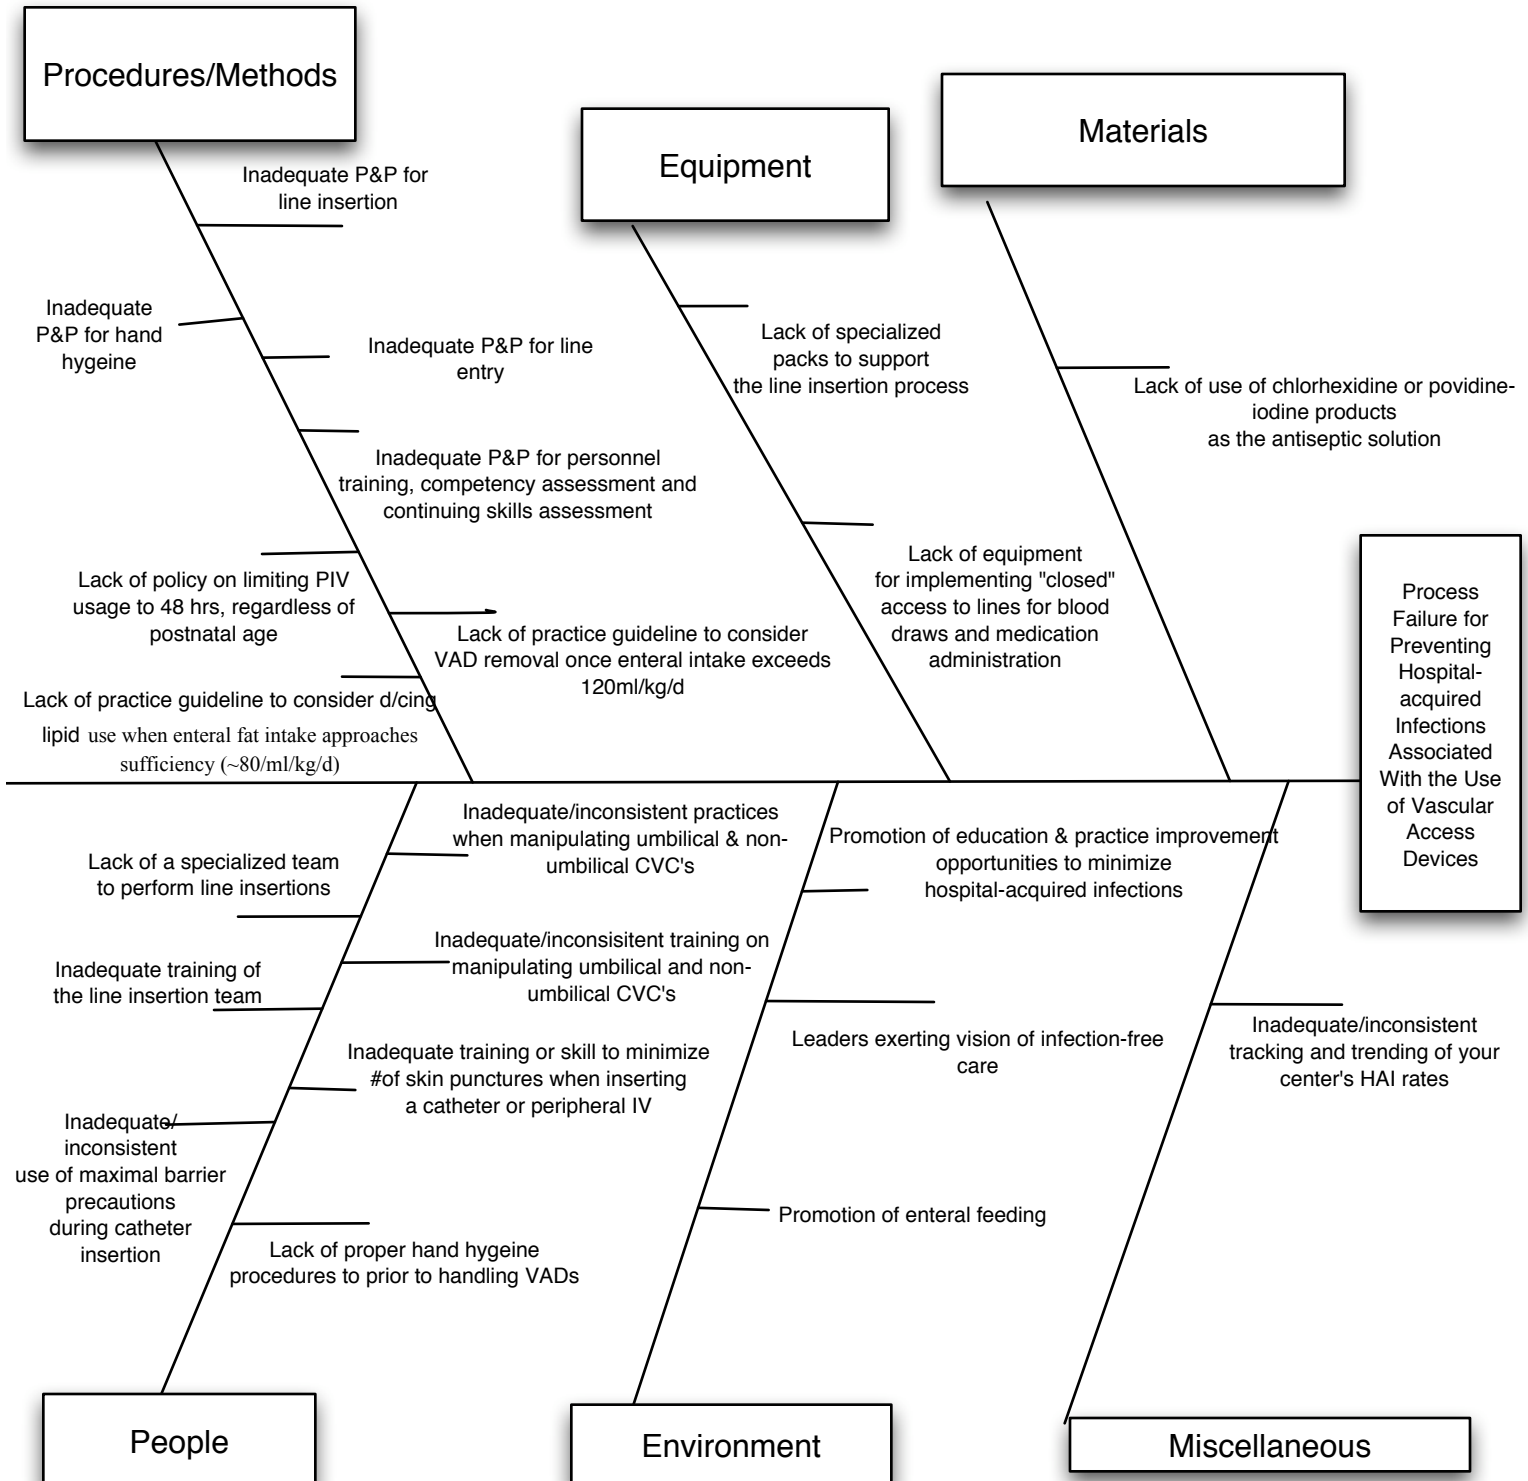 Procedures/Methods
Equipment
Materials
Inadequate P&P for
line insertion
Inadequate
P&P for hand
hygeine
Inadequate P&P for line
entry
Inadequate P&P for personnel
training, competency assessment and
continuing skills assessment
Lack of policy on limiting PIV
usage to 48 hrs, regardless of
postnatal age
Lack of practice guideline to consider
VAD removal once enteral intake exceeds
120ml/kg/d
Lack of practice guideline to consider d/cing
lipid use when enteral fat intake approaches
sufficiency (~80/ml/kg/d)
Lack of specialized
packs to support
the line insertion process
Lack of equipment
for implementing "closed"
access to lines for blood
draws and medication
administration
Lack of use of chlorhexidine or povidine-
iodine products
as the antiseptic solution
Process
Failure for
Preventing
Hospital-
acquired
Infections
Associated
With the Use
of Vascular
Access
Devices
Inadequate/inconsistent practices
when manipulating umbilical & non-
umbilical CVC's
Lack of a specialized team
to perform line insertions
Inadequate/inconsisitent training on
manipulating umbilical and non-
umbilical CVC's
Inadequate training of
the line insertion team
Inadequate training or skill to minimize
#of skin punctures when inserting
a catheter or peripheral IV
Inadequate/
inconsistent
use of maximal barrier
precautions
during catheter
insertion
Lack of proper hand hygeine
procedures to prior to handling VADs
Promotion of education & practice improvement
opportunities to minimize
hospital-acquired infections
Leaders exerting vision of infection-free
care
Promotion of enteral feeding
Inadequate/inconsistent
tracking and trending of your
center's HAI rates
People
Environment
Miscellaneous